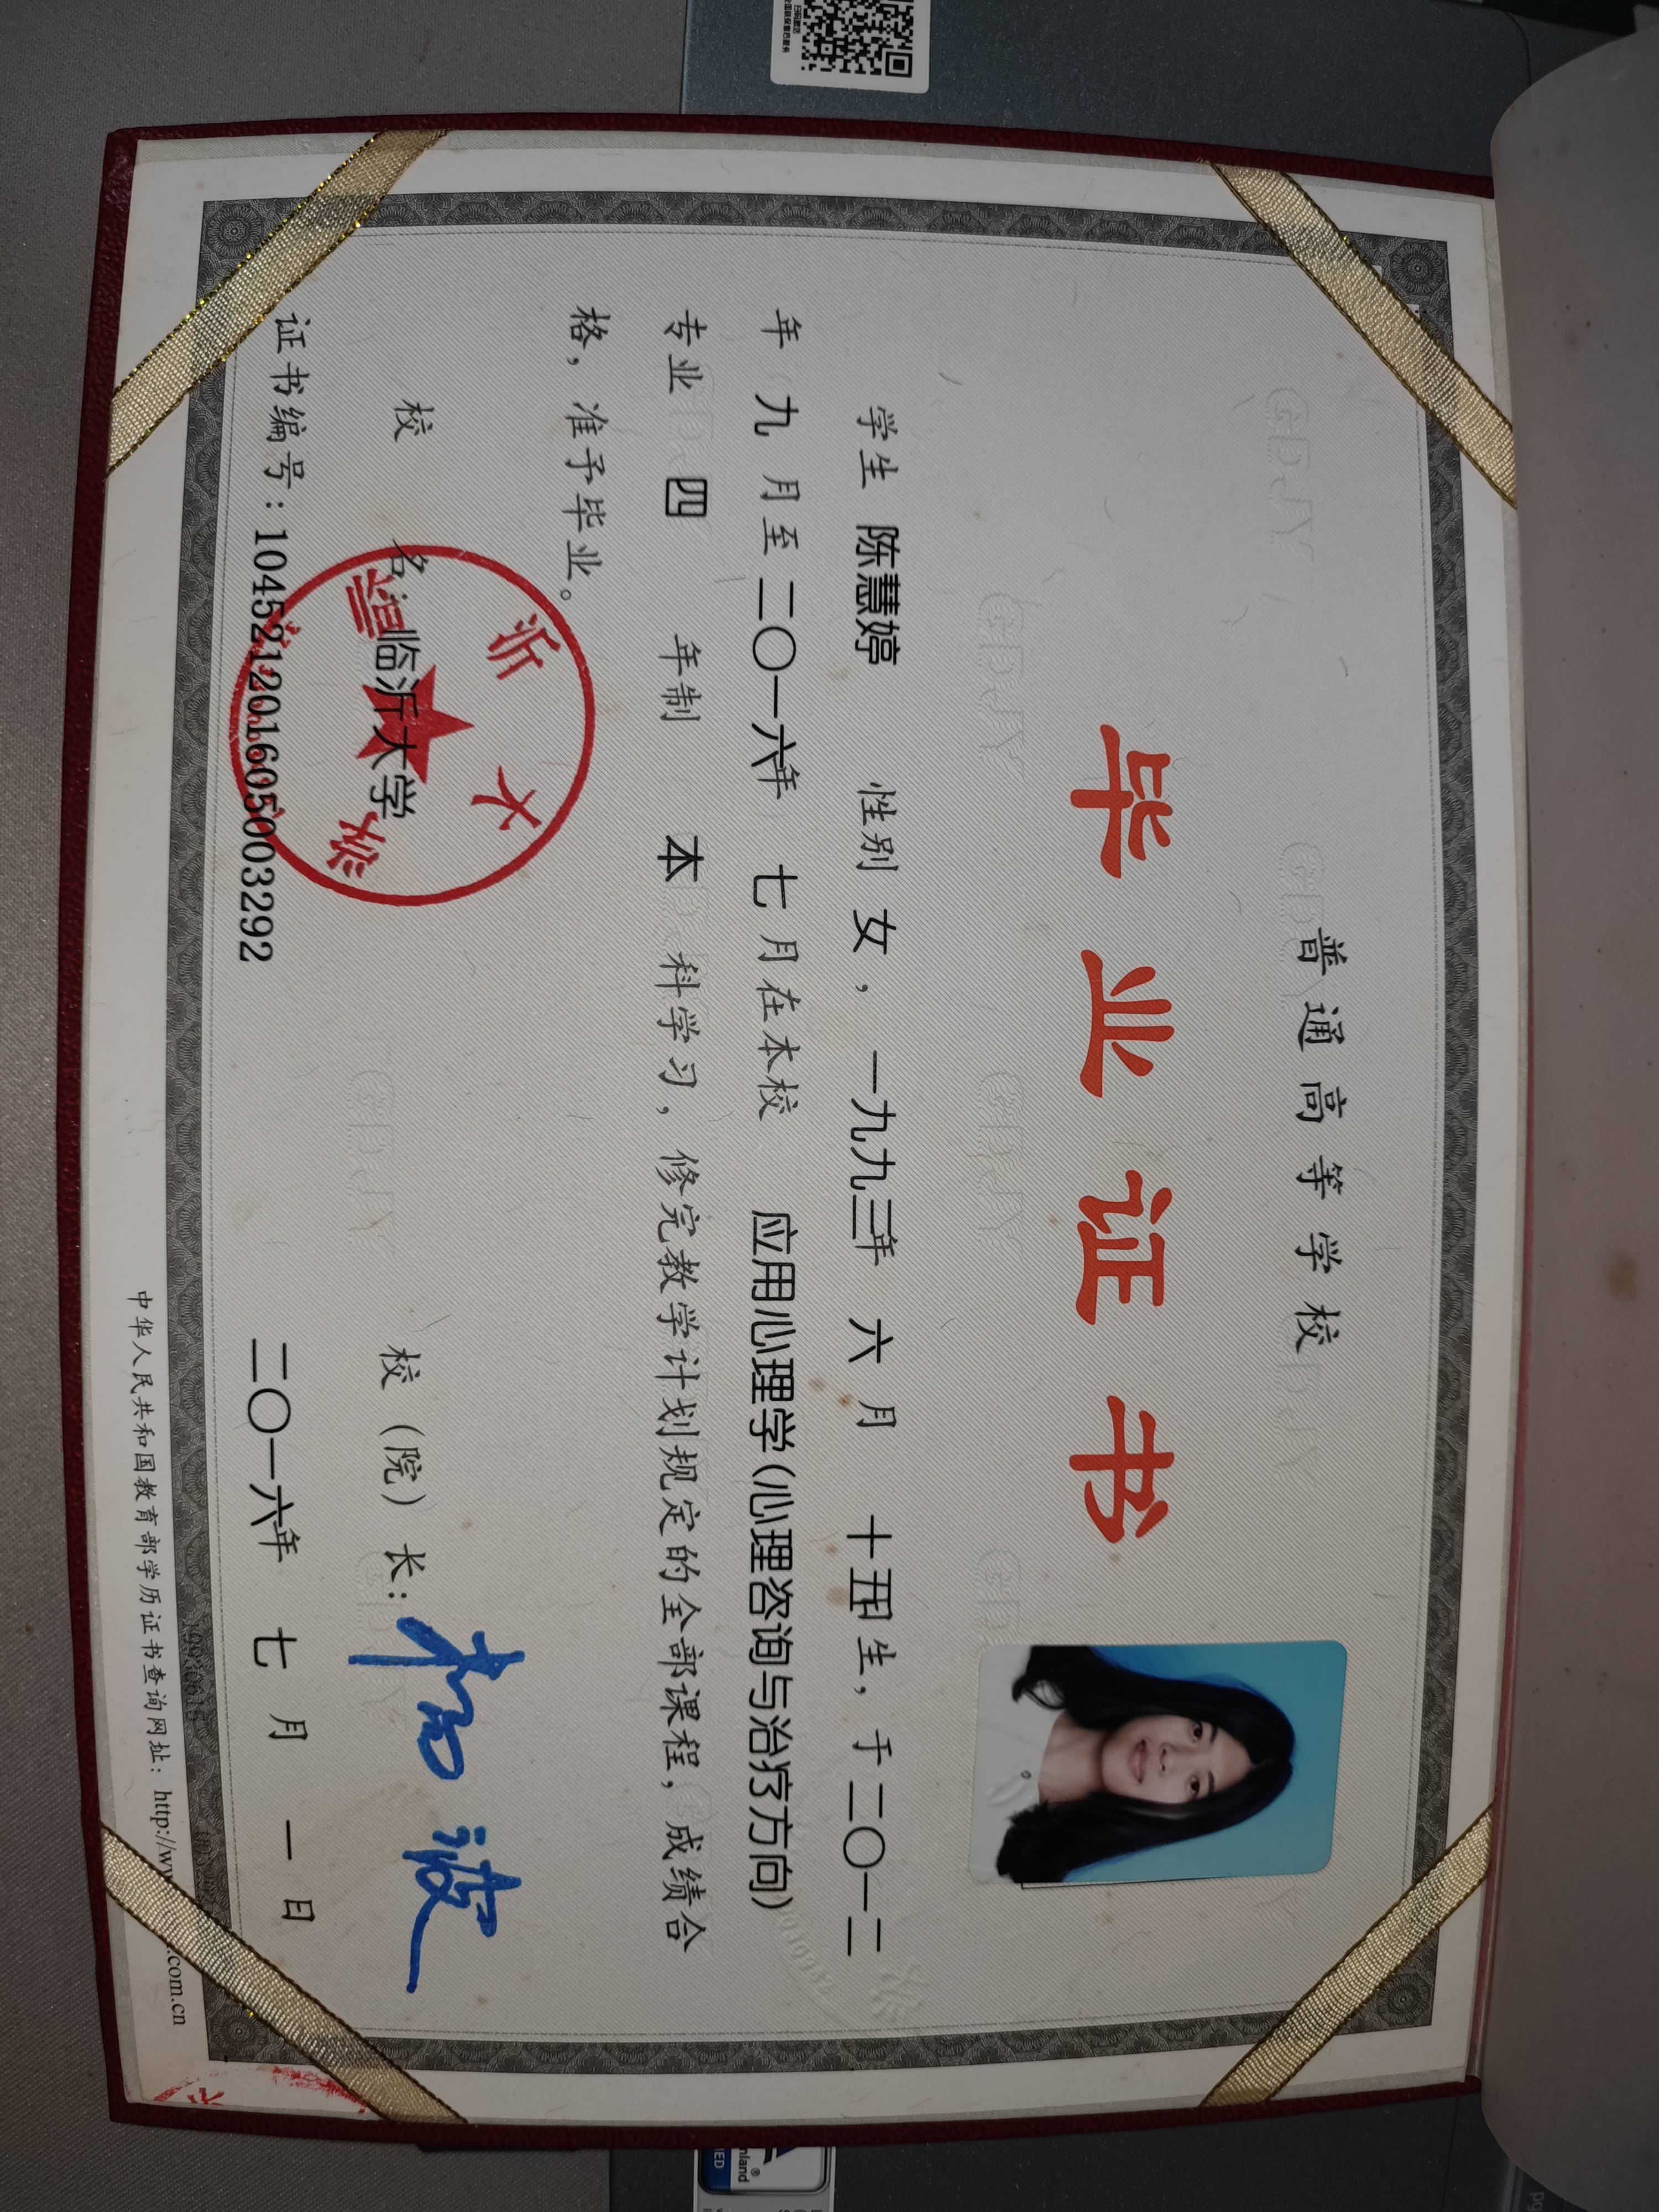 普通高等学校
毕业证书
学生 陈慧婷 性别 女，一九九三年 六 月 十五日生，于二〇一二
年 九 月至 二〇一六年 七 月在本校 应用心理学(心理咨询与治疗方向)
专业 四 年制 本 科学习，修完教学计划规定的全部课程，成绩合
格，准予毕业。
校 名：临沂大学 校（院）长：
临沂大学
证书编号：104521201605003292 二〇一六年 七 月 一 日
中华人民共和国教育部学历证书查询网址：http://
.com.cn